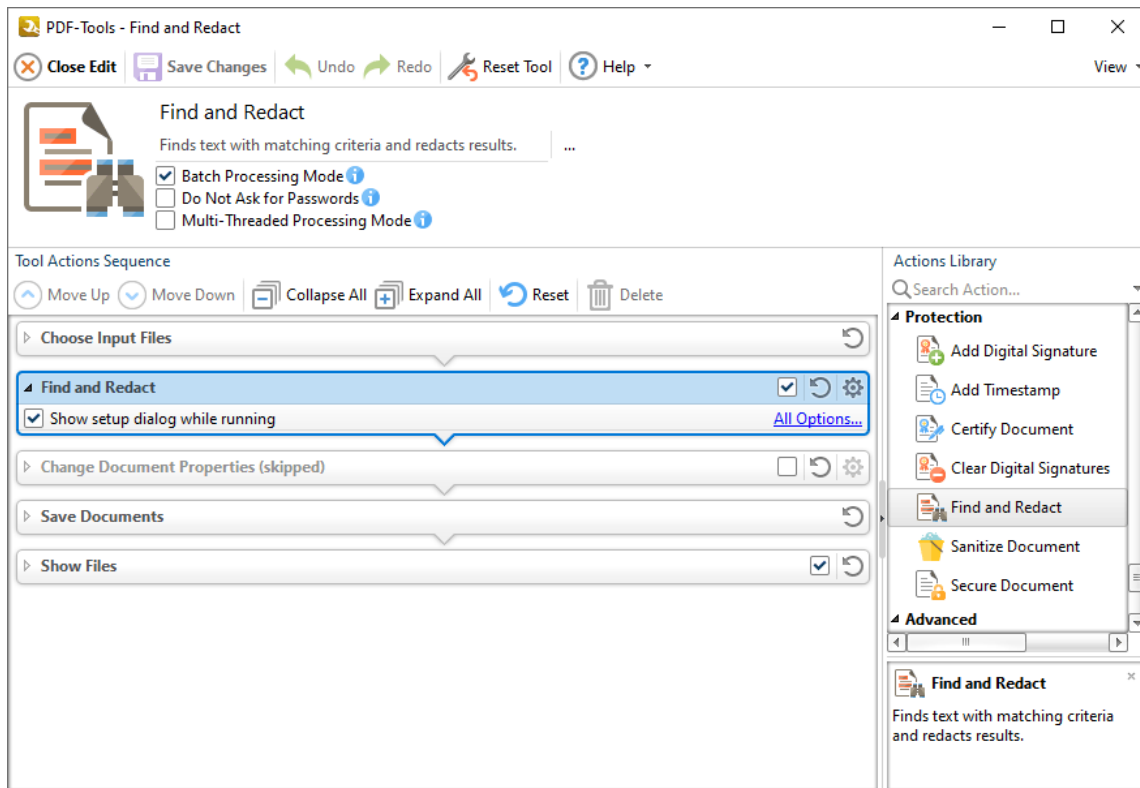 PDF-Tools - Find and Redact
Close Edit Save Changes Undo Redo Reset Tool Help View
Find and Redact
Finds text with matching criteria and redacts results. ...
Batch Processing Mode
Do Not Ask for Passwords
Multi-Threaded Processing Mode
Tool Actions Sequence
Move Up Move Down Collapse All Expand All Reset Delete
Choose Input Files
Find and Redact
Show setup dialog while running All Options...
Change Document Properties (skipped)
Save Documents
Show Files
Actions Library
Search Action...
Protection
Add Digital Signature
Add Timestamp
Certify Document
Clear Digital Signatures
Find and Redact
Sanitize Document
Secure Document
Advanced
Find and Redact
Finds text with matching criteria
and redacts results.